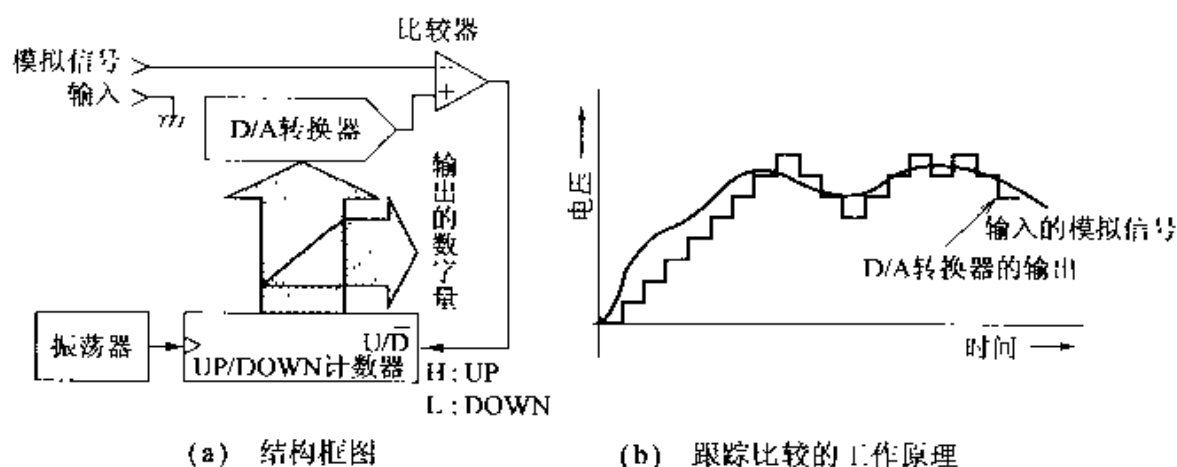 比较器
模拟信号
输入
−
+
D/A转换器
输出的数字量
振荡器
U/D̅
UP/DOWN计数器
H:UP
L:DOWN
(a) 结构框图
电压
输入的模拟信号
D/A转换器的输出
时间
(b) 跟踪比较的工作原理